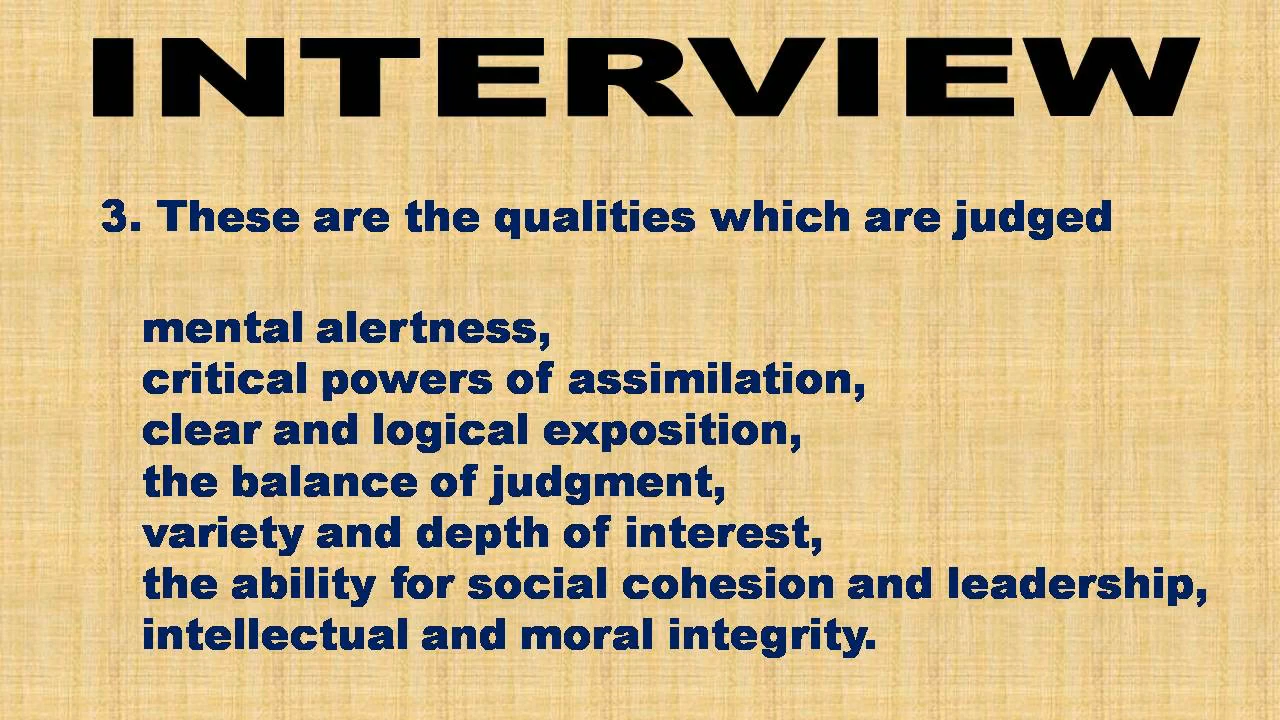 INTERVIEW
3. These are the qualities which are judged
mental alertness,
critical powers of assimilation,
clear and logical exposition,
the balance of judgment,
variety and depth of interest,
the ability for social cohesion and leadership,
intellectual and moral integrity.